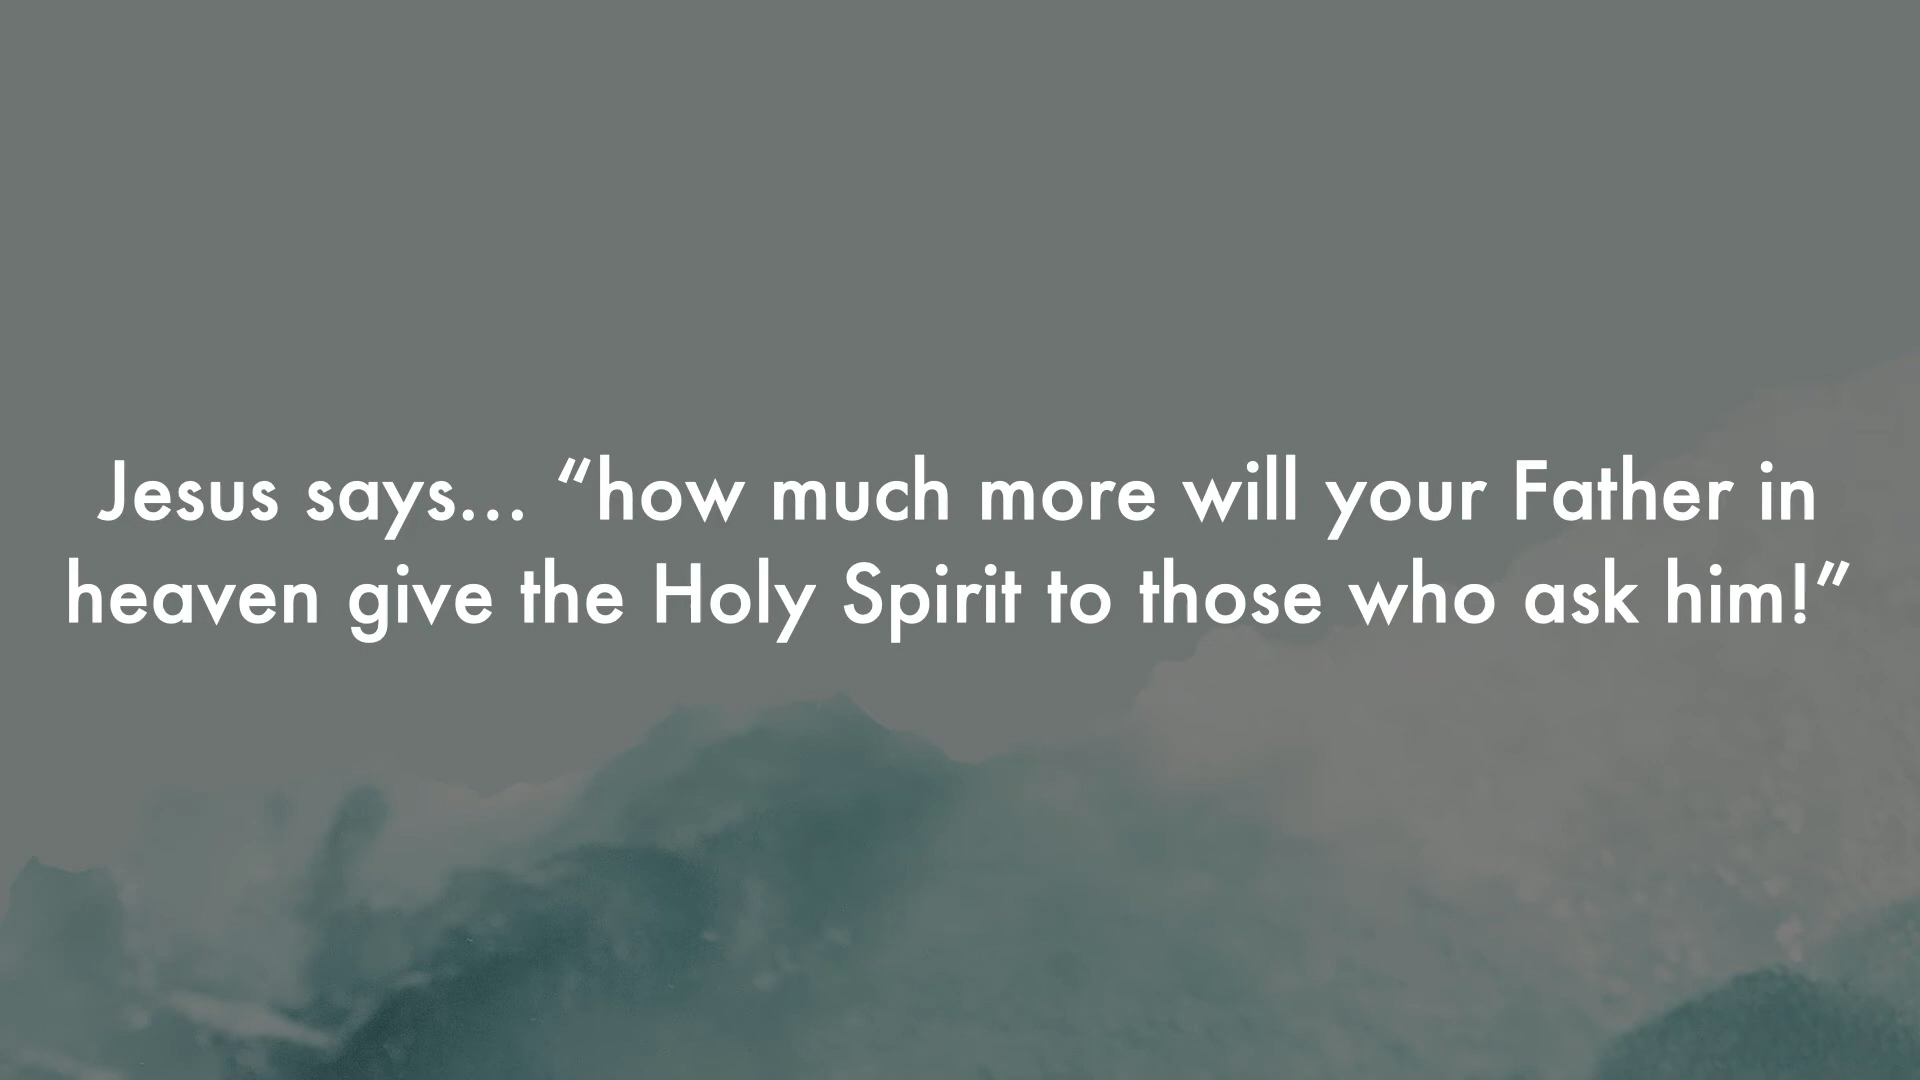 Jesus says… “how much more will your Father in
heaven give the Holy Spirit to those who ask him!”